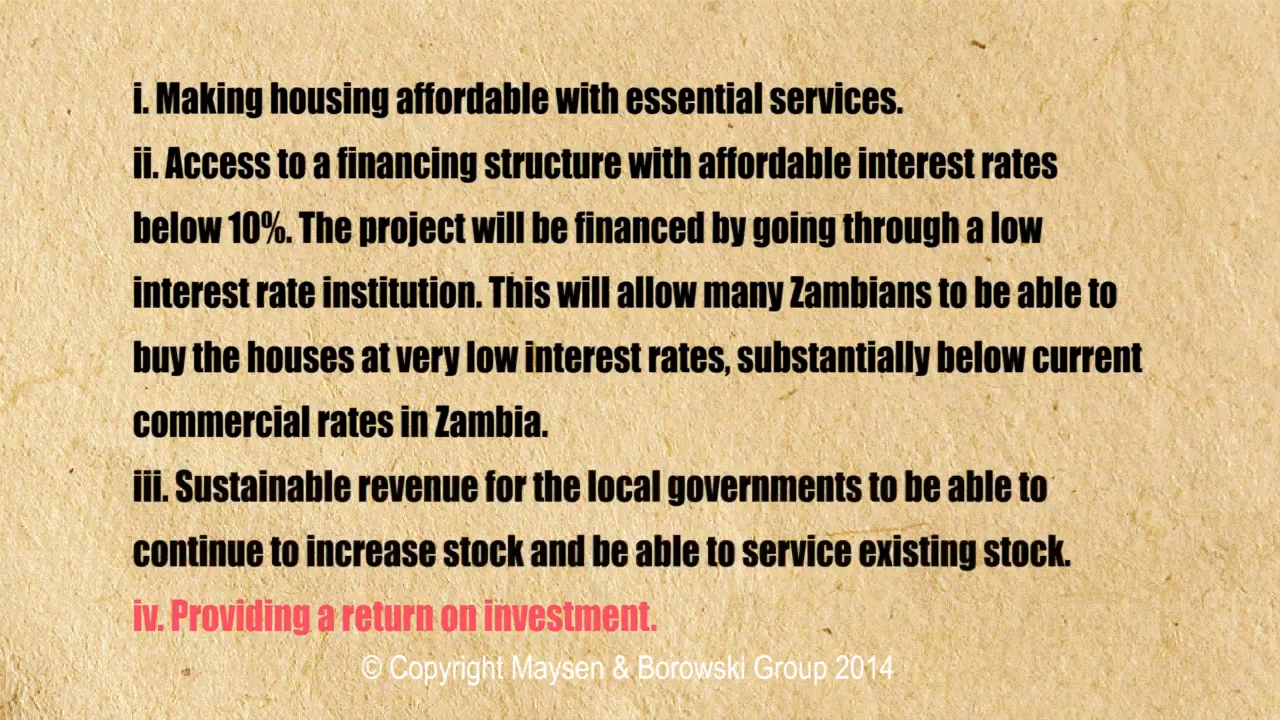 i. Making housing affordable with essential services.
ii. Access to a financing structure with affordable interest rates
below 10%. The project will be financed by going through a low
interest rate institution. This will allow many Zambians to be able to
buy the houses at very low interest rates, substantially below current
commercial rates in Zambia.
iii. Sustainable revenue for the local governments to be able to
continue to increase stock and be able to service existing stock.
iv. Providing a return on investment.
© Copyright Maysen & Borowski Group 2014